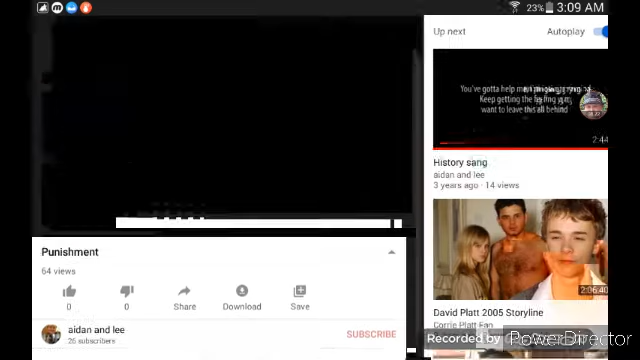 23% 3:09 AM
Up next Autoplay
You've gotta help me
Keep getting the feeling
want to leave this all behind
2:44
History sang
aidan and lee
3 years ago · 14 views
Punishment
64 views
0 0 Share Download Save
2:06:40
David Platt 2005 Storyline
Corrie Platt Fan
aidan and lee
26 subscribers
SUBSCRIBE
Recorded by PowerDirector